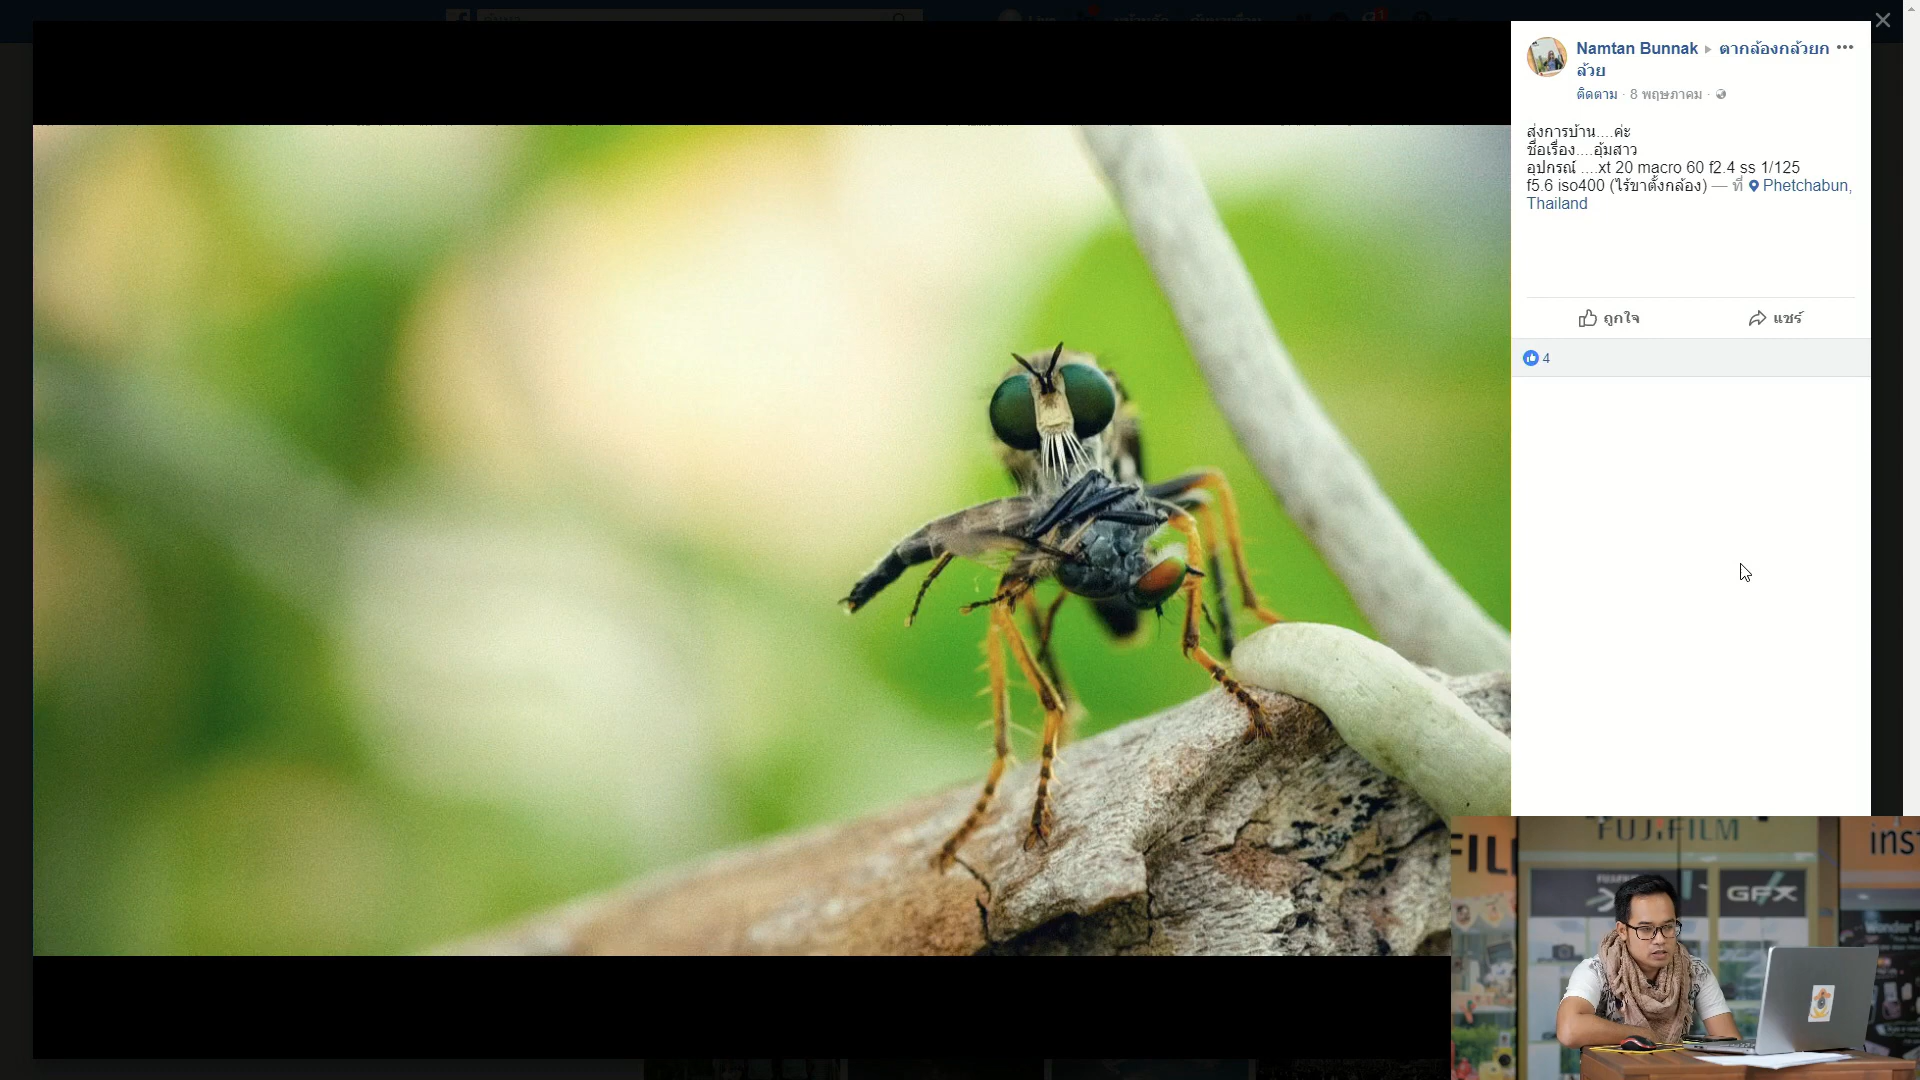 Namtan Bunnak ▸ ตากล้องกล้วยก
ล้วย
ติดตาม · 8 พฤษภาคม ·
ส่งการบ้าน....ค่ะ
ชื่อเรื่อง....อุ้มสาว
อุปกรณ์ ....xt 20 macro 60 f2.4 ss 1/125
f5.6 iso400 (ไร้ขาตั้งกล้อง) — ที่ Phetchabun,
Thailand
ถูกใจ แชร์
4
FUJIFILM
GFX